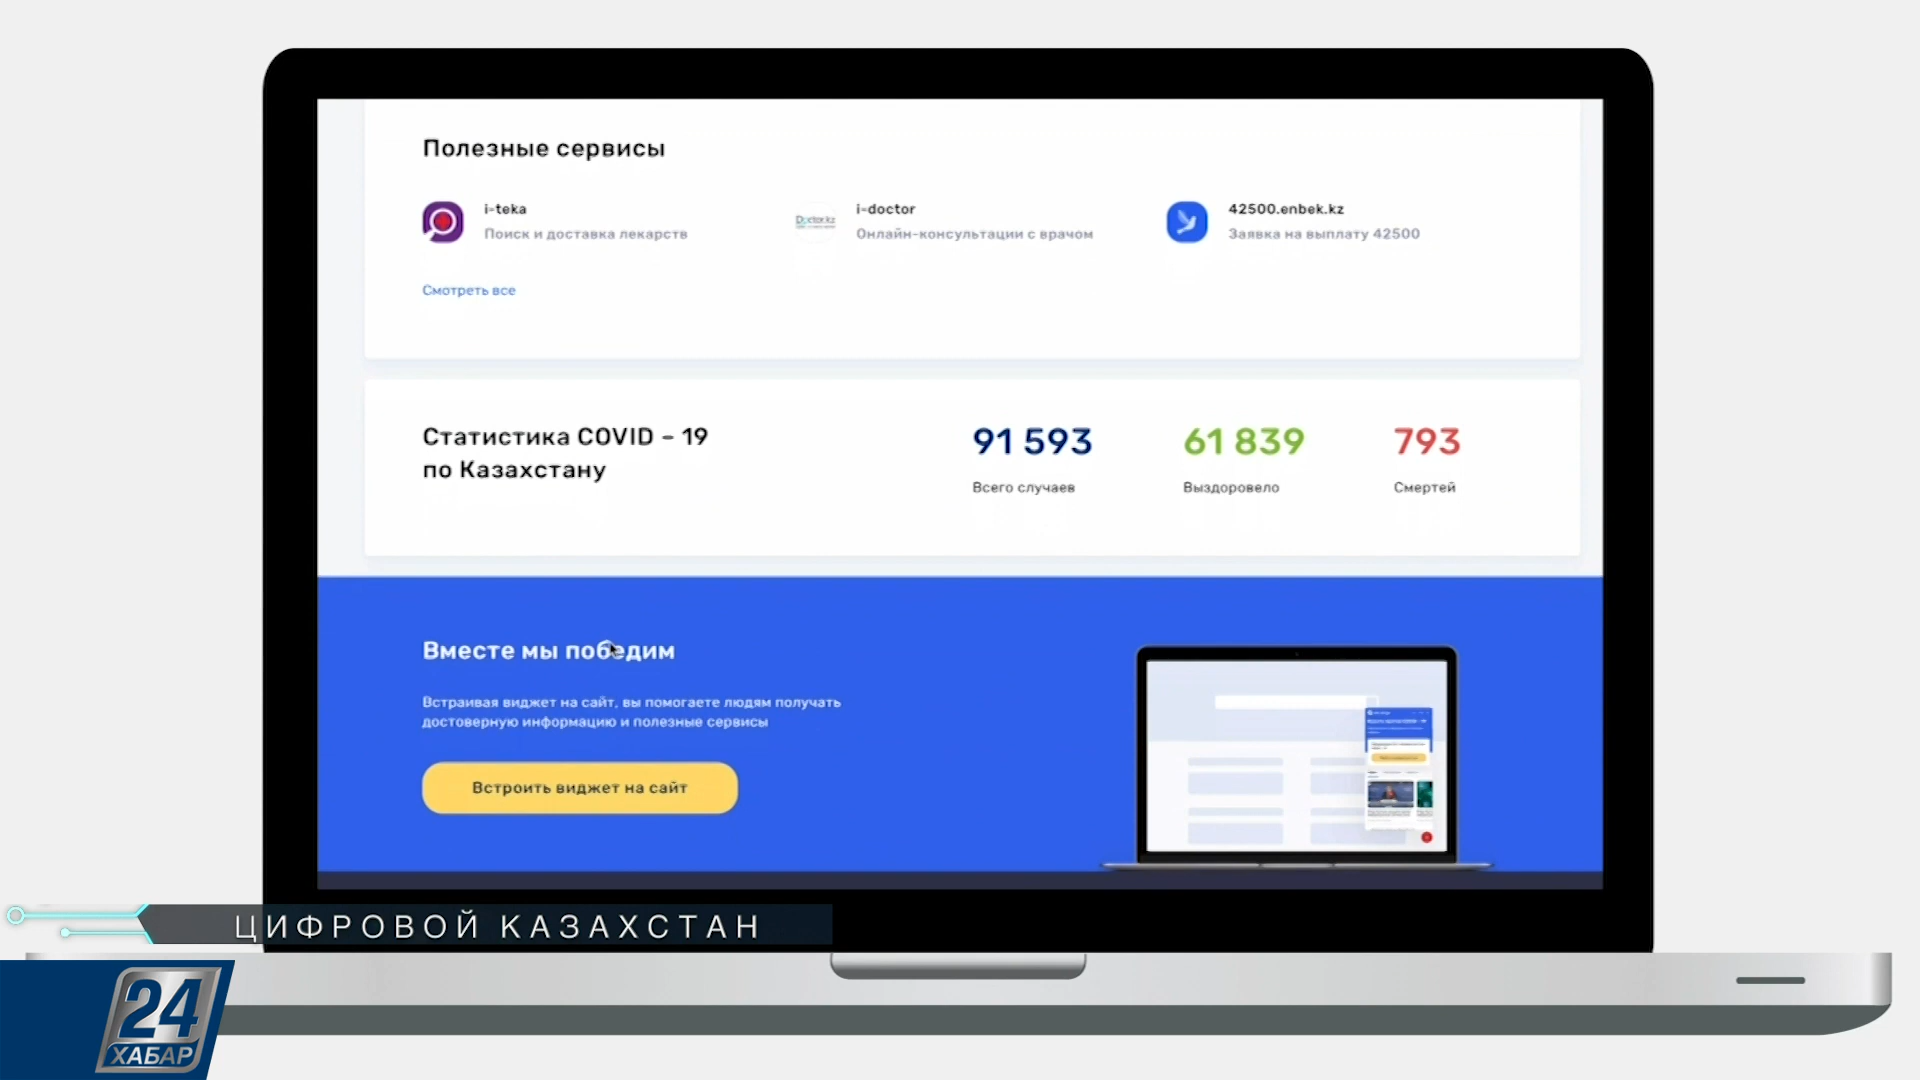 Полезные сервисы
i-teka
Поиск и доставка лекарств
Doctor.kz
i-doctor
Онлайн-консультации с врачом
42500.enbek.kz
Заявка на выплату 42500
Смотреть все
Статистика COVID - 19
по Казахстану
91 593
Всего случаев
61 839
Выздоровело
793
Смертей
Вместе мы победим
Встраивая виджет на сайт, вы помогаете людям получать
достоверную информацию и полезные сервисы
Встроить виджет на сайт
ЦИФРОВОЙ КАЗАХСТАН
24
ХАБАР